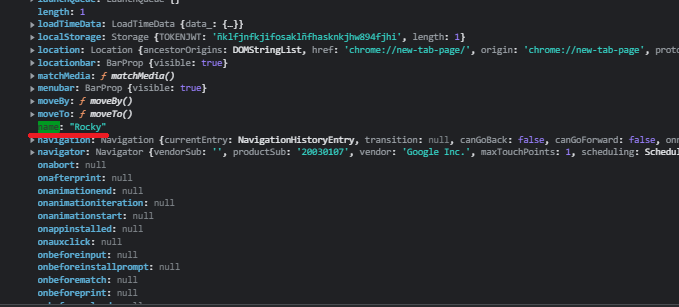 length: 1
loadTimeData: LoadTimeData {data_: {…}}
localStorage: Storage {TOKENJWT: 'ñklfjnfkjifosaklñfhasknkjhw894fjhi', length: 1}
location: Location {ancestorOrigins: DOMStringList, href: 'chrome://new-tab-page/', origin: 'chrome://new-tab-page',
locationbar: BarProp {visible: true}
matchMedia: ƒ matchMedia()
menubar: BarProp {visible: true}
moveBy: ƒ moveBy()
moveTo: ƒ moveTo()
name: "Rocky"
navigation: Navigation {currentEntry: NavigationHistoryEntry, transition: null, canGoBack: false, canGoForward: false,
navigator: Navigator {vendorSub: '', productSub: '20030107', vendor: 'Google Inc.', maxTouchPoints: 1, scheduling:
onabort: null
onafterprint: null
onanimationend: null
onanimationiteration: null
onanimationstart: null
onappinstalled: null
onauxclick: null
onbeforeinput: null
onbeforeinstallprompt: null
onbeforematch: null
onbeforeprint: null